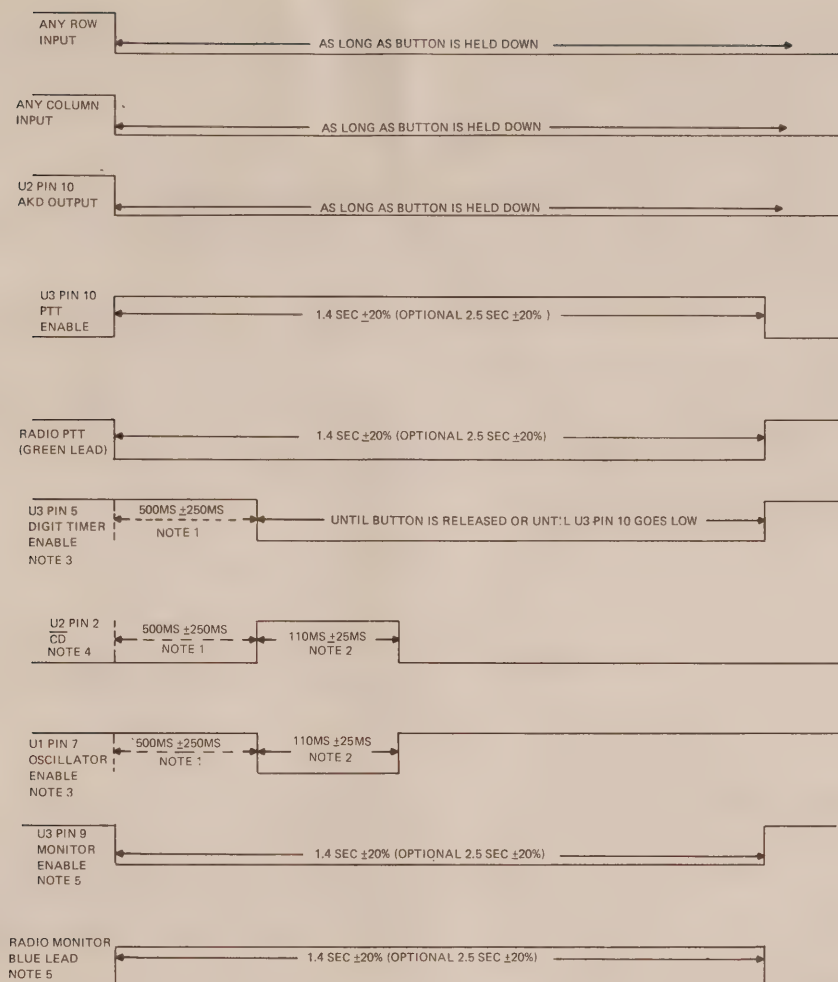 ANY ROW
INPUT
AS LONG AS BUTTON IS HELD DOWN
ANY COLUMN
INPUT
AS LONG AS BUTTON IS HELD DOWN
U2 PIN 10
AKD OUTPUT
AS LONG AS BUTTON IS HELD DOWN
U3 PIN 10
PTT
ENABLE
1.4 SEC ±20% (OPTIONAL 2.5 SEC ±20% )
RADIO PTT
(GREEN LEAD)
1.4 SEC ±20% (OPTIONAL 2.5 SEC ±20%)
U3 PIN 5
DIGIT TIMER
ENABLE
NOTE 3
500MS ±250MS
NOTE 1
UNTIL BUTTON IS RELEASED OR UNTIL U3 PIN 10 GOES LOW
U2 PIN 2
C̅D̅
NOTE 4
500MS ±250MS
NOTE 1
110MS ±25MS
NOTE 2
U1 PIN 7
OSCILLATOR
ENABLE
NOTE 3
500MS ±250MS
NOTE 1
110MS ±25MS
NOTE 2
U3 PIN 9
MONITOR
ENABLE
NOTE 5
1.4 SEC ±20% (OPTIONAL 2.5 SEC ±20%)
RADIO MONITOR
BLUE LEAD
NOTE 5
1.4 SEC ±20% (OPTIONAL 2.5 SEC ±20%)